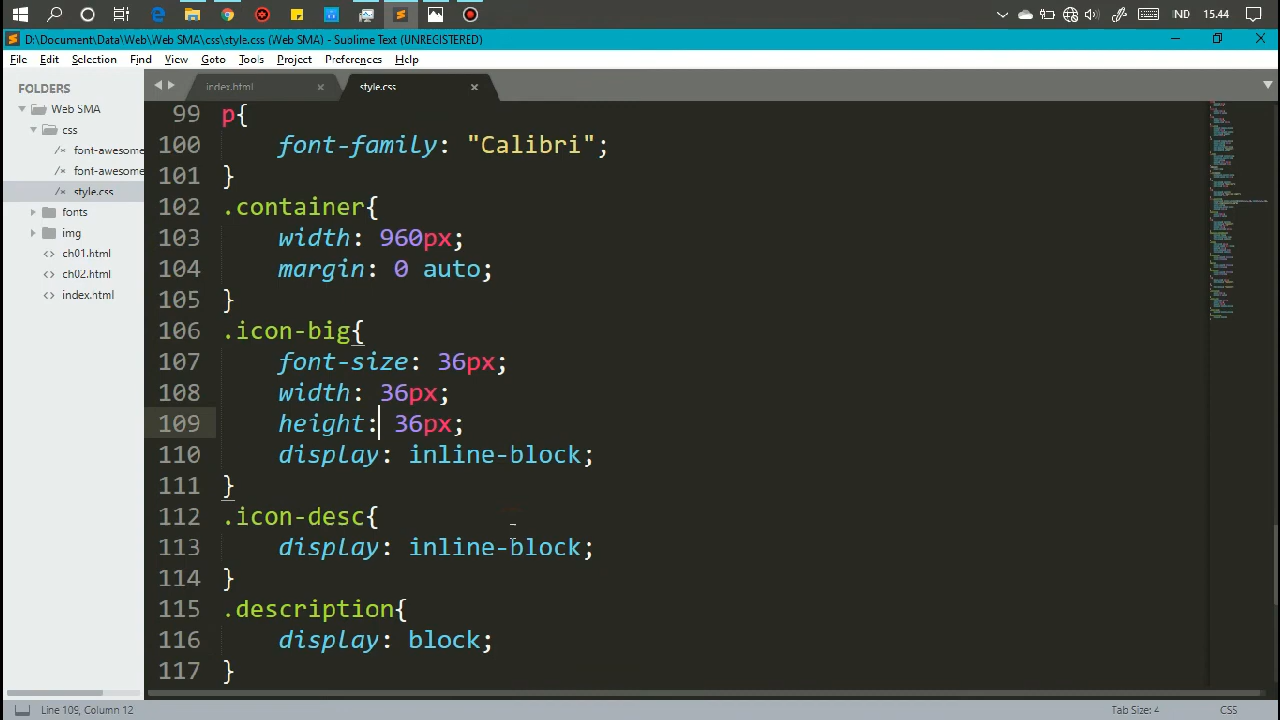 IND 15.44
D:\Document\Data\Web\Web SMA\css\style.css (Web SMA) - Sublime Text (UNREGISTERED)
File Edit Selection Find View Goto Tools Project Preferences Help
FOLDERS
Web SMA
css
font-awesome
font-awesome
style.css
fonts
img
ch01.html
ch02.html
index.html
index.html style.css
99 p{
100 font-family: "Calibri";
101 }
102 .container{
103 width: 960px;
104 margin: 0 auto;
105 }
106 .icon-big{
107 font-size: 36px;
108 width: 36px;
109 height: 36px;
110 display: inline-block;
111 }
112 .icon-desc{
113 display: inline-block;
114 }
115 .description{
116 display: block;
117 }
Line 109, Column 12 Tab Size: 4 CSS